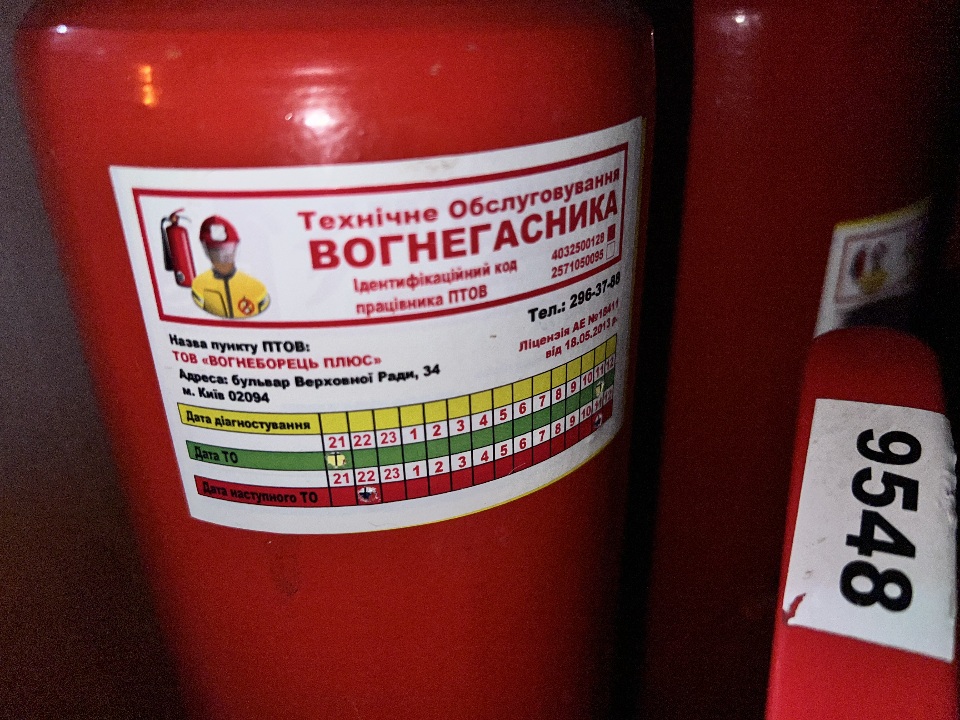 Технічне Обслуговування
ВОГНЕГАСНИКА
Ідентифікаційний код
працівника ПТОВ
4032500128
2571050095
Тел.: 296-37-88
Назва пункту ПТОВ:
ТОВ «ВОГНЕБОРЕЦЬ ПЛЮС»
Адреса: бульвар Верховної Ради, 34
м. Київ 02094
Ліцензія АЕ №18411
від 18.05.2013 р.
Дата діагностування
21 22 23 1 2 3 4 5 6 7 8 9 10 11 12
Дата ТО
21 22 23 1 2 3 4 5 6 7 8 9 10 11 12
Дата наступного ТО
9548